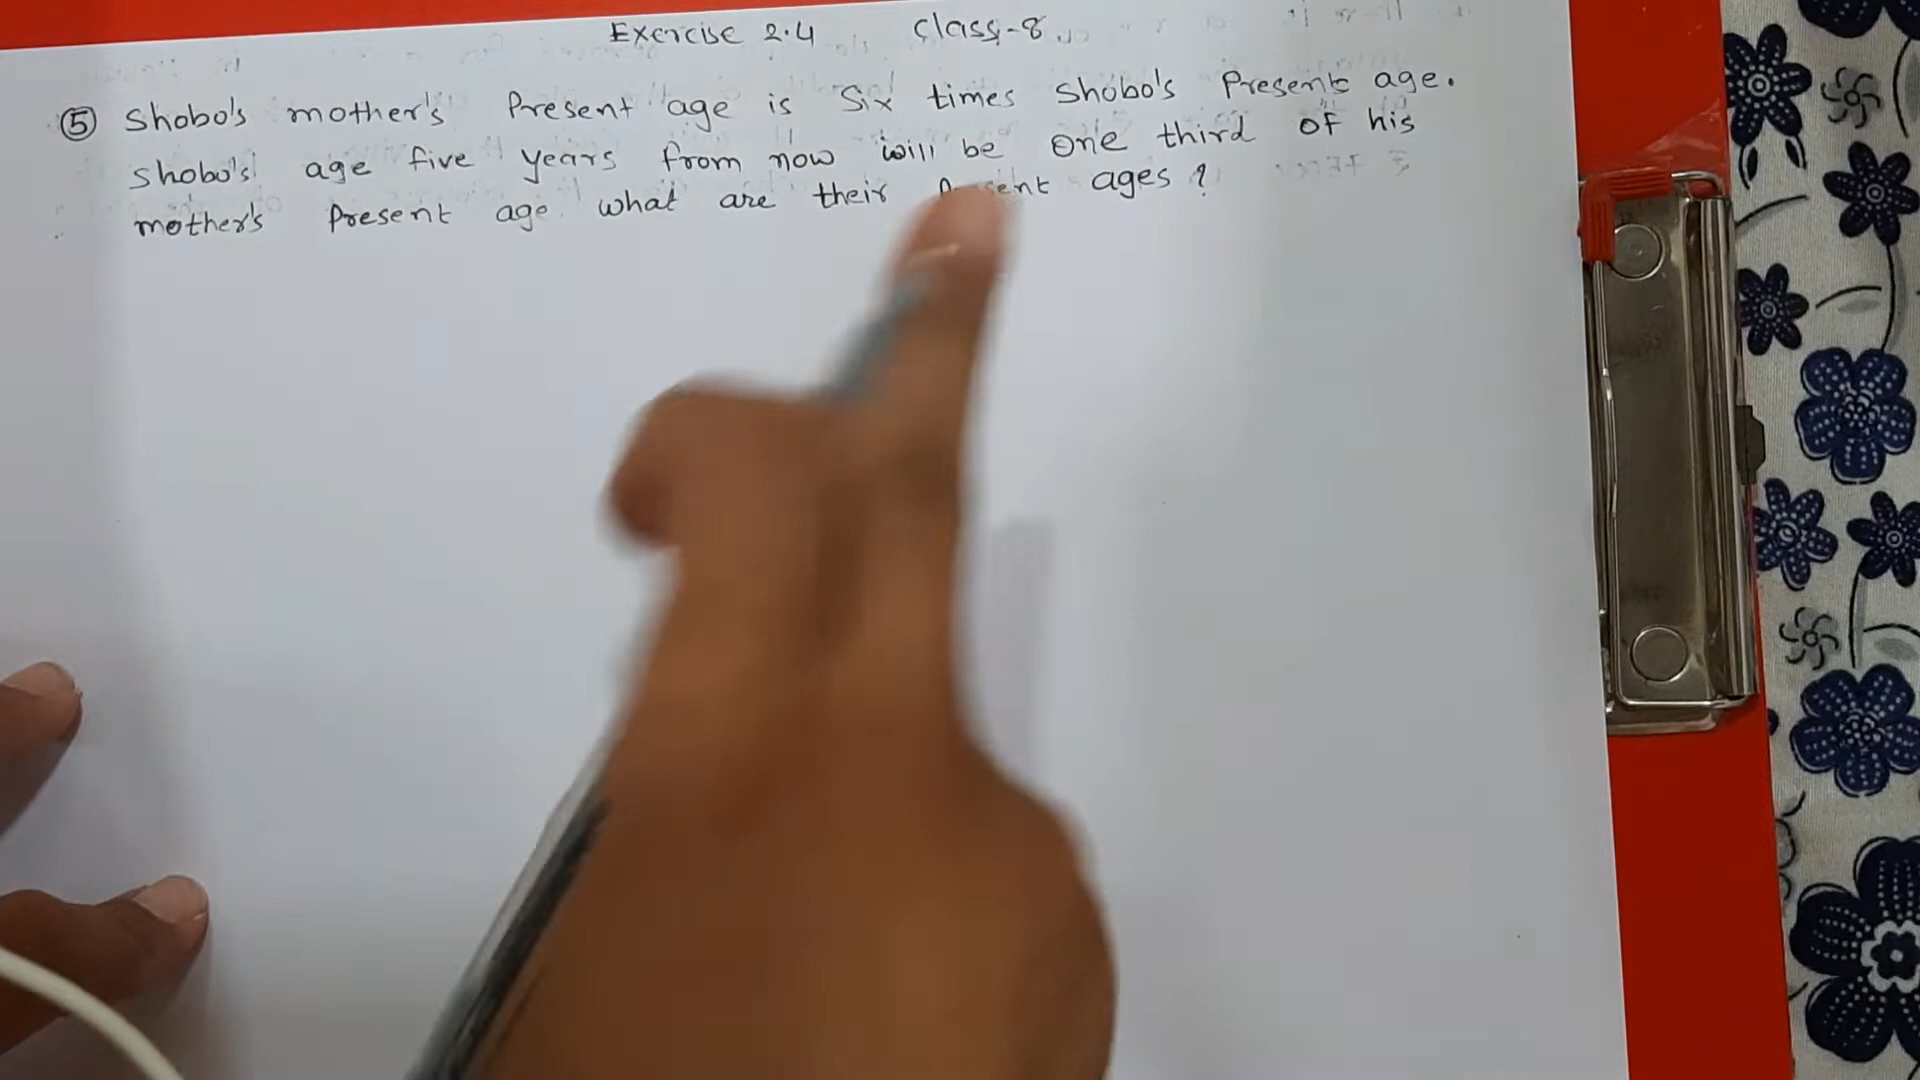 Exercise 2.4 Class-8
⑤ Shobo's mother's Present age is Six times Shobo's Present age.
Shobo's age five years from now will be One third of his
mother's Present age. what are their ages?